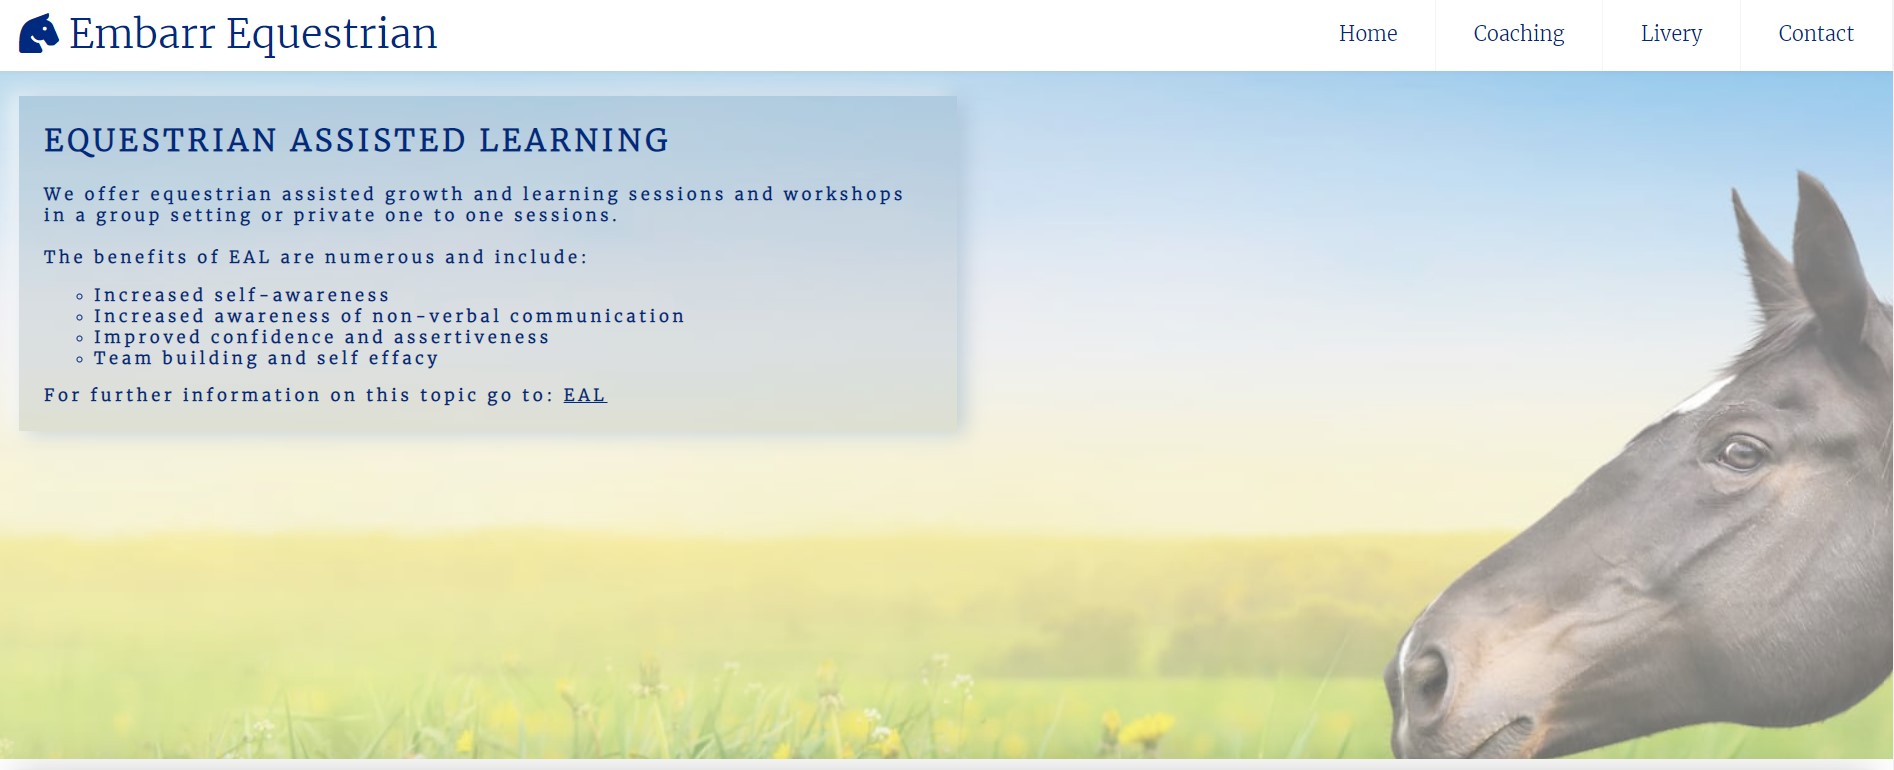 Embarr Equestrian
Home
Coaching
Livery
Contact
EQUESTRIAN ASSISTED LEARNING
We offer equestrian assisted growth and learning sessions and workshops
in a group setting or private one to one sessions.
The benefits of EAL are numerous and include:
Increased self-awareness
Increased awareness of non-verbal communication
Improved confidence and assertiveness
Team building and self effacy
For further information on this topic go to: EAL